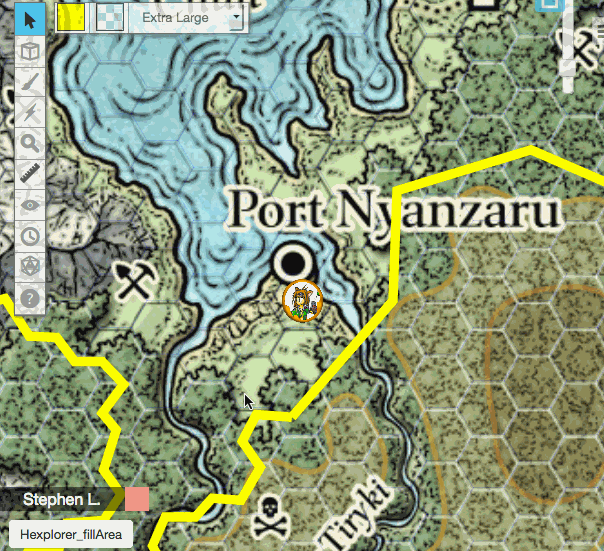 Extra Large
Port Nyanzaru
Tiryki
Stephen L.
Hexplorer_fillArea